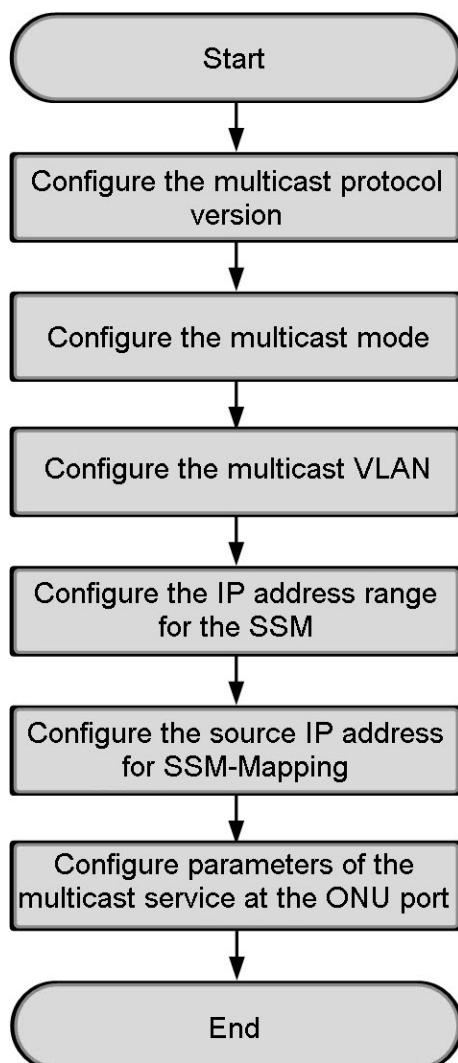 Start
Configure the multicast protocol
version
Configure the multicast mode
Configure the multicast VLAN
Configure the IP address range
for the SSM
Configure the source IP address
for SSM-Mapping
Configure parameters of the
multicast service at the ONU port
End